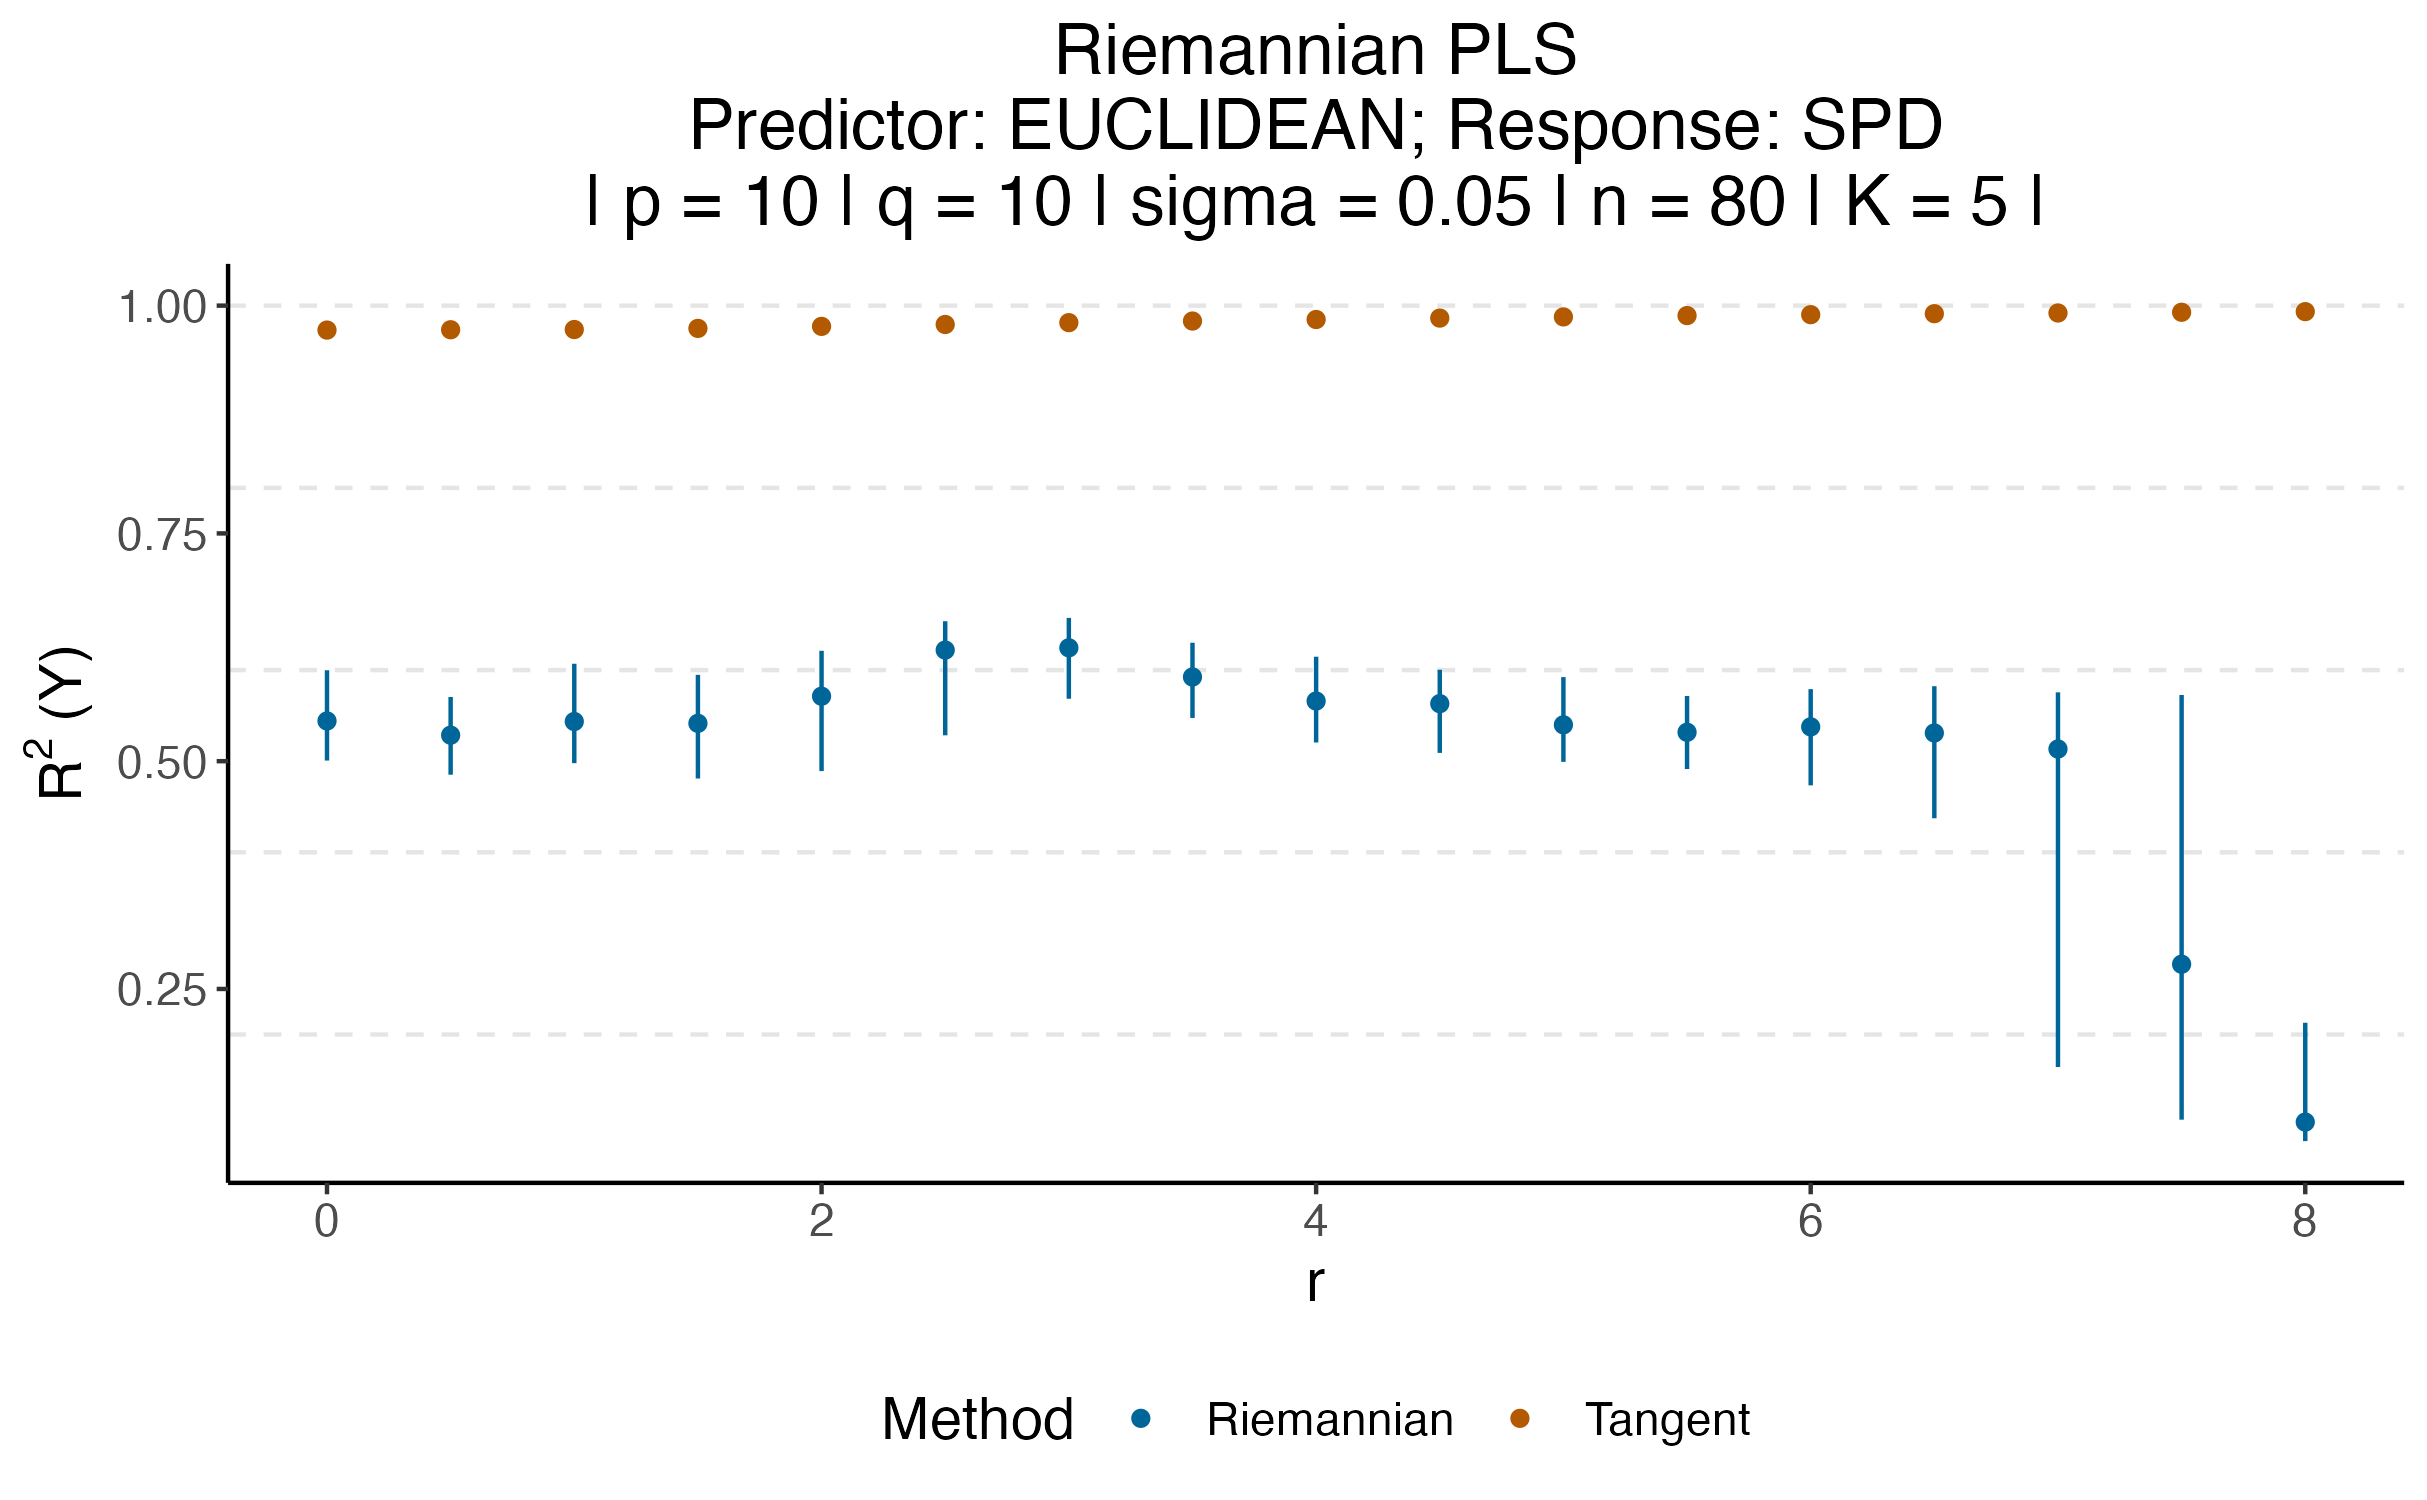 Riemannian PLS
Predictor: EUCLIDEAN; Response: SPD
| p = 10 | q = 10 | sigma = 0.05 | n = 80 | K = 5 |
1.00
0.75
0.50
0.25
R² (Y)
0 2 4 6 8
r
Method Riemannian Tangent